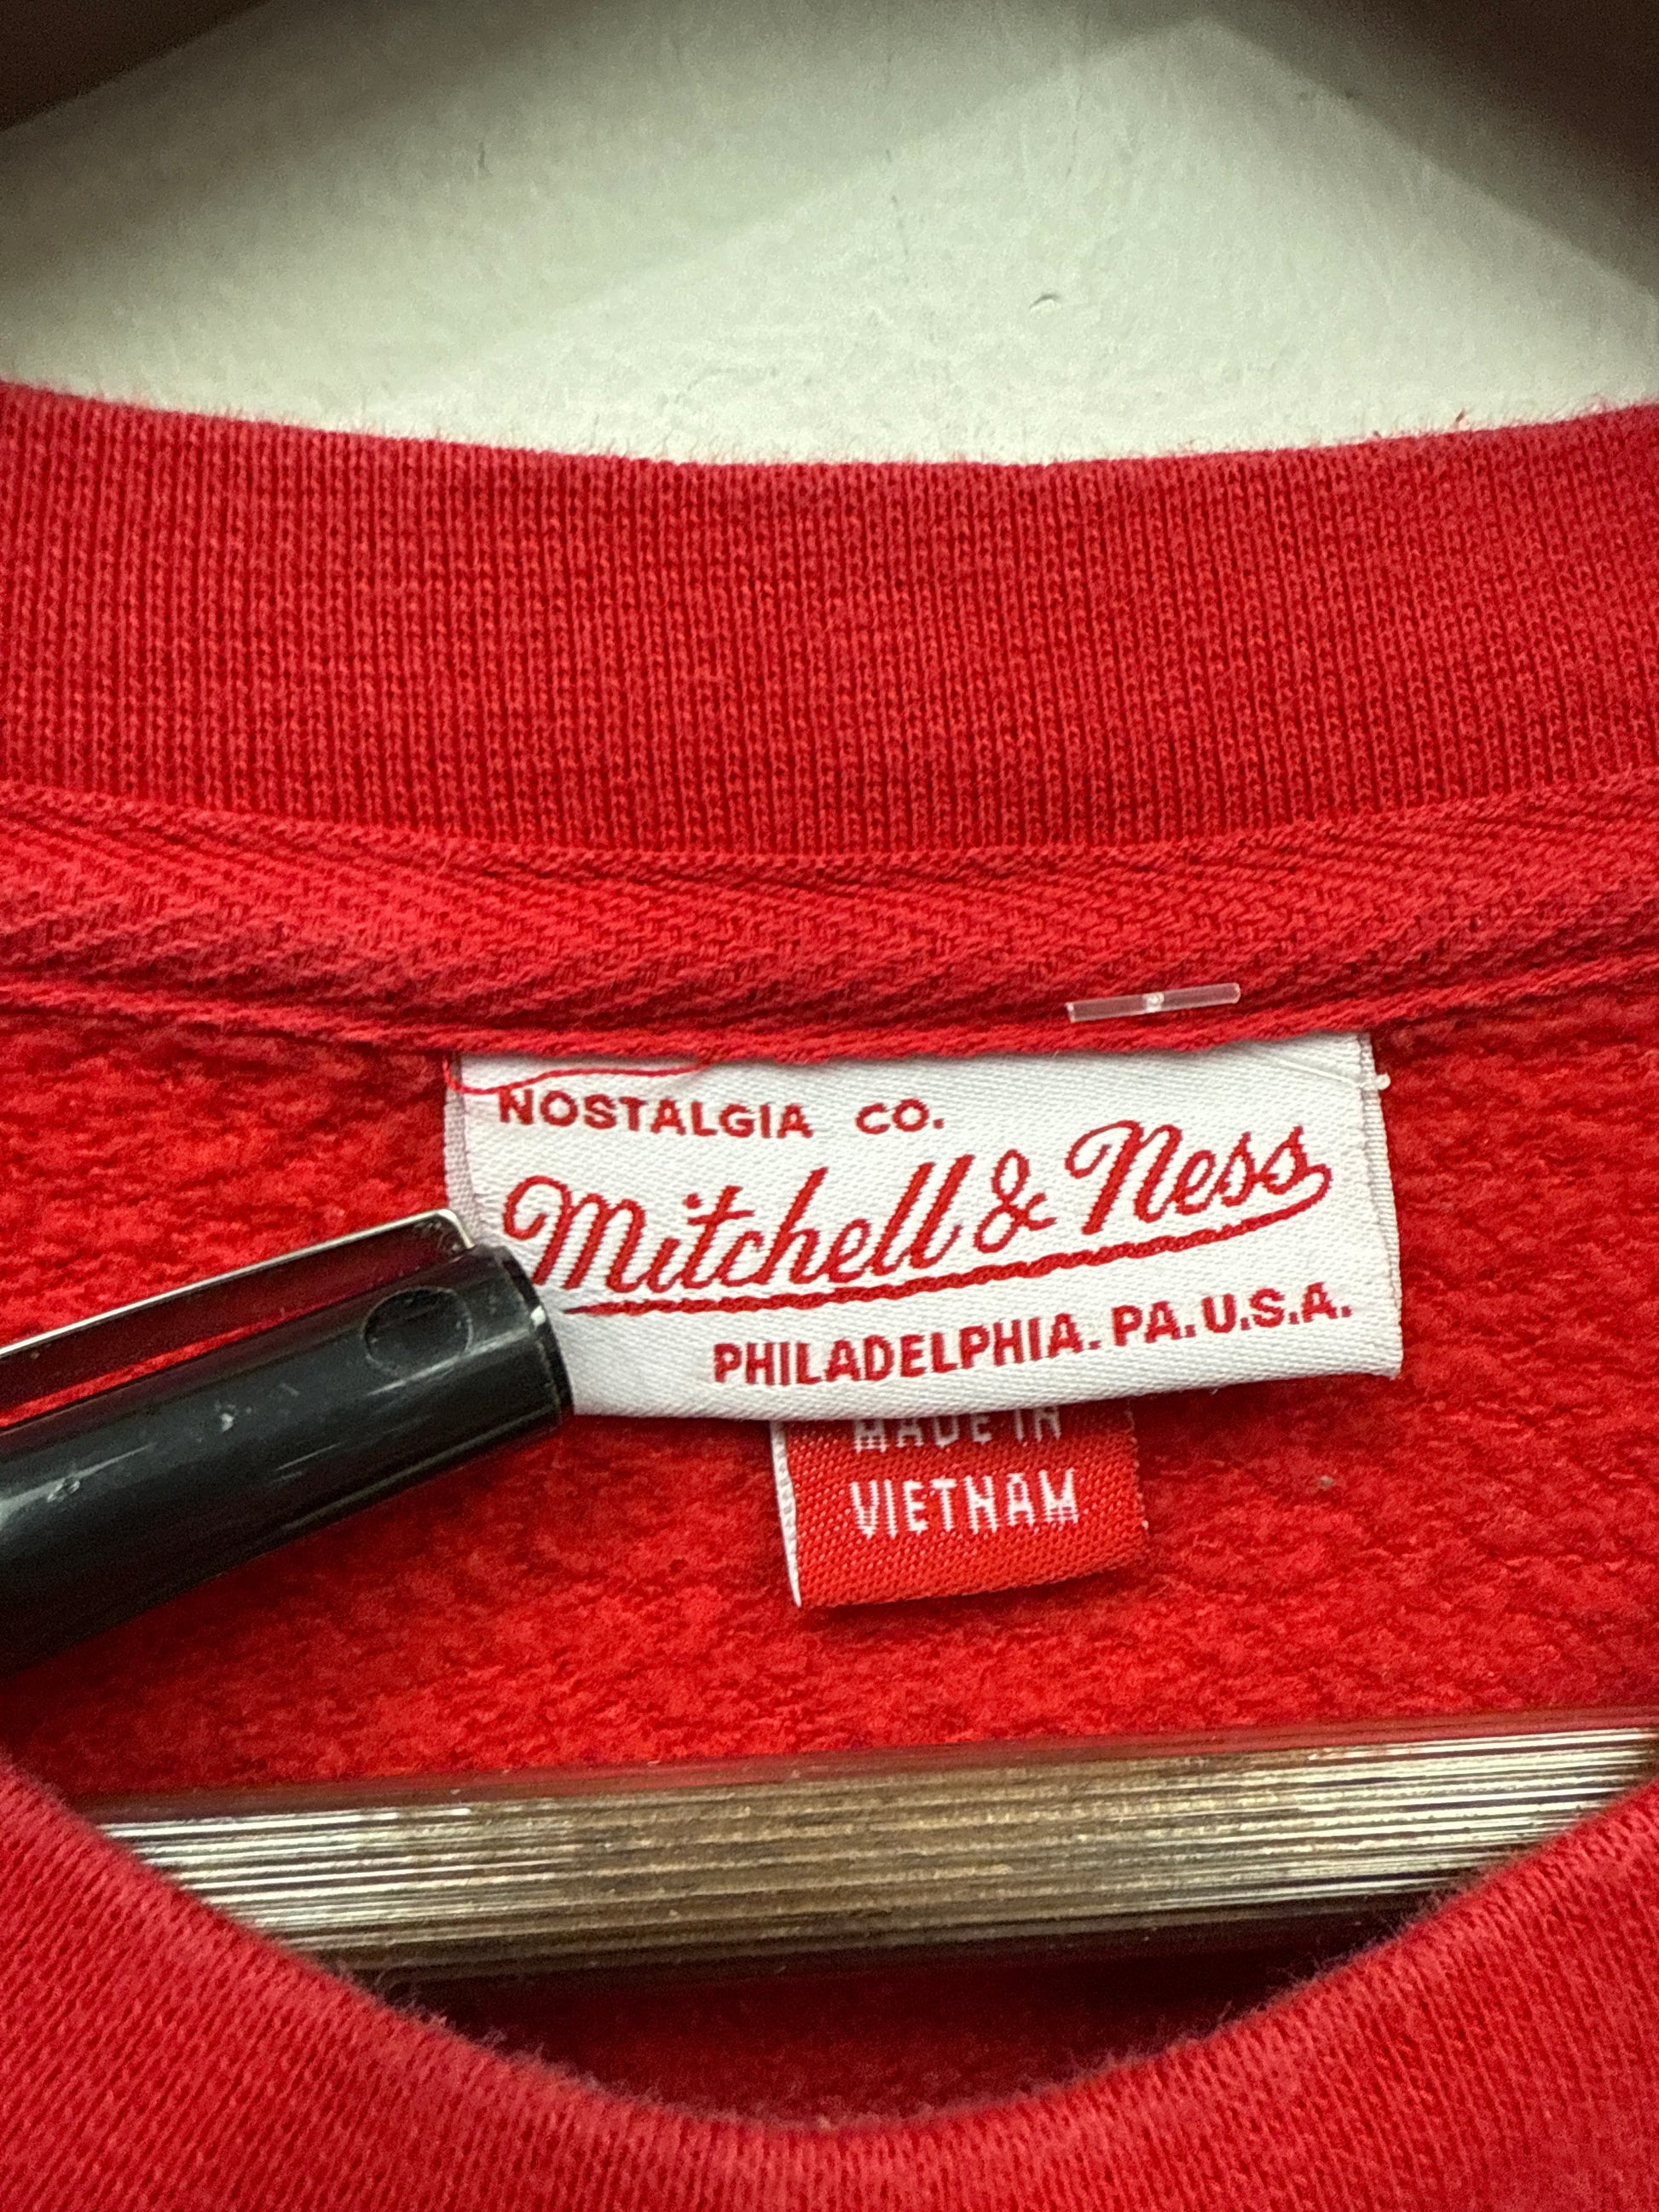 NOSTALGIA CO.
Mitchell & Ness
PHILADELPHIA. PA. U.S.A.
MADE IN
VIETNAM